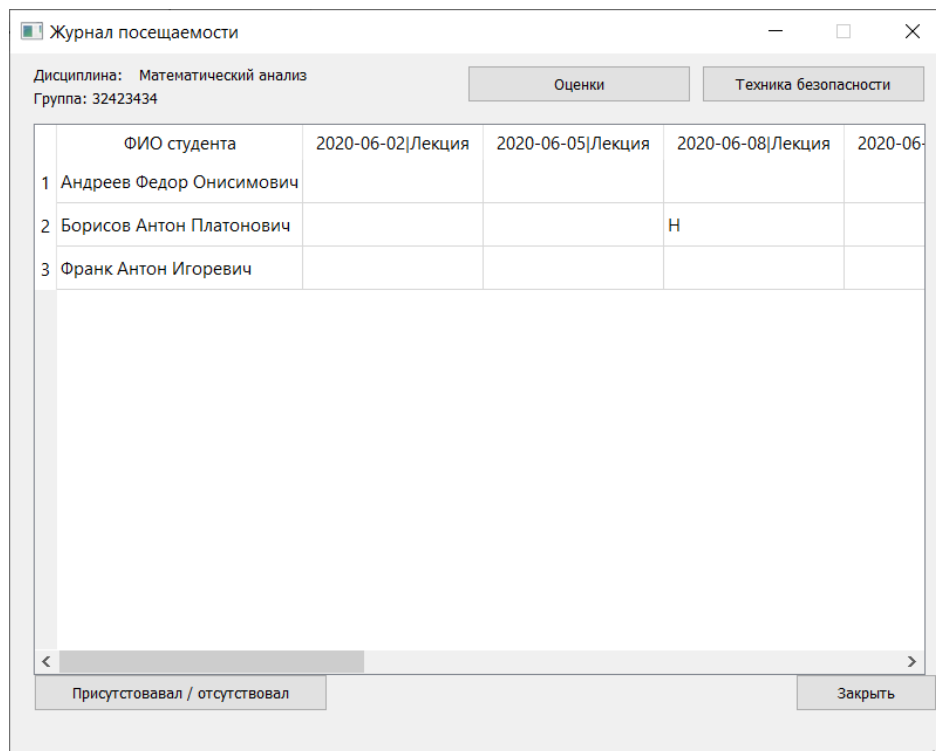 Журнал посещаемости
Дисциплина: Математический анализ
Группа: 32423434
Оценки
Техника безопасности
ФИО студента 2020-06-02|Лекция 2020-06-05|Лекция 2020-06-08|Лекция 2020-06-
1 Андреев Федор Онисимович
2 Борисов Антон Платонович Н
3 Франк Антон Игоревич
Присутстовавал / отсутствовал
Закрыть